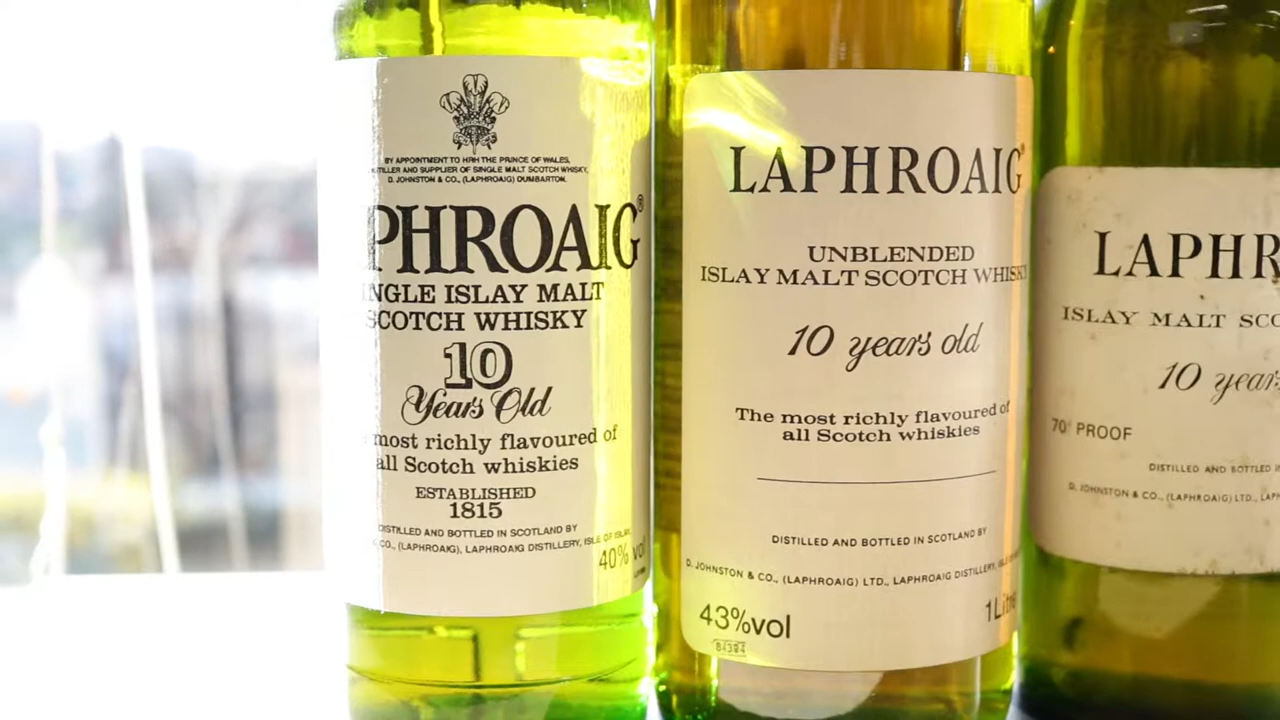 BY APPOINTMENT TO HRH THE PRINCE OF WALES,
AND SUPPLIER OF SINGLE MALT SCOTCH WHISKY,
D. JOHNSTON & CO., (LAPHROAIG) DUMBARTON.
PHROAIG®
NGLE ISLAY MALT
SCOTCH WHISKY
10
Years Old
most richly flavoured of
all Scotch whiskies
ESTABLISHED
1815
DISTILLED AND BOTTLED IN SCOTLAND BY
CO., (LAPHROAIG), LAPHROAIG DISTILLERY, ISLE OF ISLAY
40% vol
LAPHROAIG®
UNBLENDED
ISLAY MALT SCOTCH WHISKY
10 years old
The most richly flavoured of
all Scotch whiskies
DISTILLED AND BOTTLED IN SCOTLAND BY
D. JOHNSTON & CO., (LAPHROAIG) LTD., LAPHROAIG DISTILLERY,
43%vol
1Litre
LAPHR
ISLAY MALT SCO
10 years
70° PROOF
DISTILLED AND BOTTLED I
D. JOHNSTON & CO., (LAPHROAIG) LTD., LAP